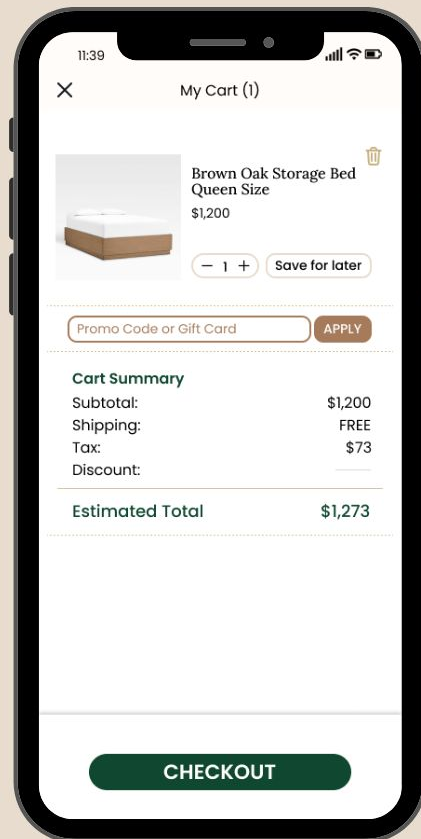 11:39
My Cart (1)
Brown Oak Storage Bed
Queen Size
$1,200
− 1 +
Save for later
Promo Code or Gift Card
APPLY
Cart Summary
Subtotal: $1,200
Shipping: FREE
Tax: $73
Discount:
Estimated Total $1,273
CHECKOUT